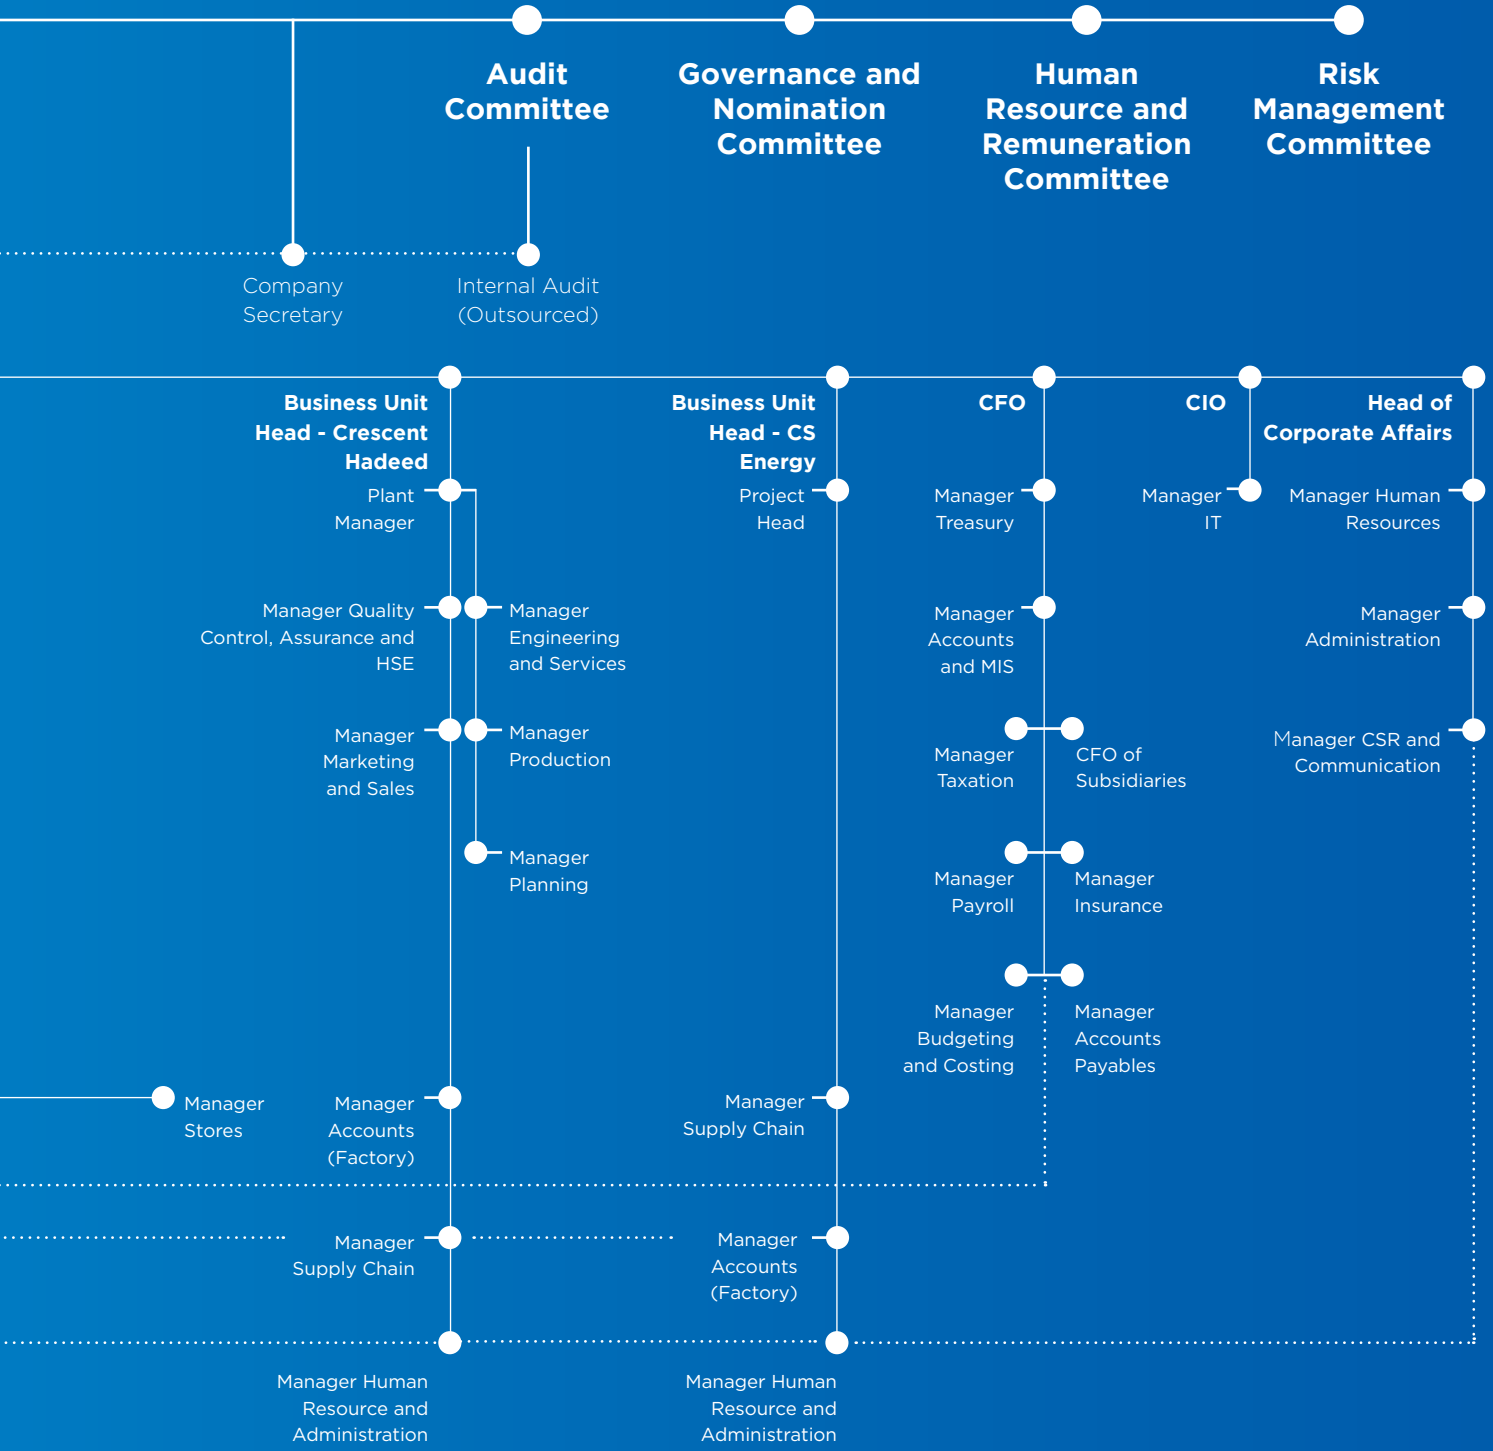 Audit
Committee
Governance and
Nomination
Committee
Human
Resource and
Remuneration
Committee
Risk
Management
Committee
Company
Secretary
Internal Audit
(Outsourced)
Business Unit
Head - Crescent
Hadeed
Business Unit
Head - CS
Energy
CFO
CIO
Head of
Corporate Affairs
Plant
Manager
Project
Head
Manager
Treasury
Manager
IT
Manager Human
Resources
Manager Quality
Control, Assurance and
HSE
Manager
Engineering
and Services
Manager
Accounts
and MIS
Manager
Administration
Manager
Marketing
and Sales
Manager
Production
Manager
Taxation
CFO of
Subsidiaries
Manager CSR and
Communication
Manager
Planning
Manager
Payroll
Manager
Insurance
Manager
Budgeting
and Costing
Manager
Accounts
Payables
Manager
Stores
Manager
Accounts
(Factory)
Manager
Supply Chain
Manager
Supply Chain
Manager
Accounts
(Factory)
Manager Human
Resource and
Administration
Manager Human
Resource and
Administration